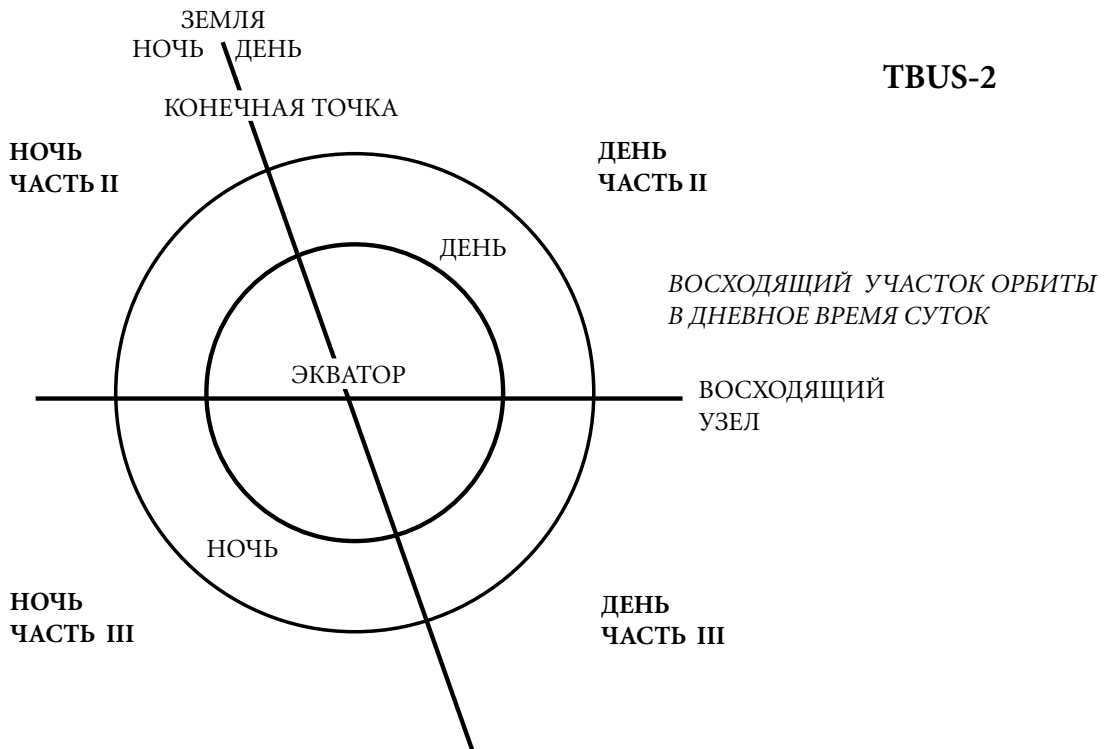 ЗЕМЛЯ
НОЧЬ ДЕНЬ
TBUS-2
КОНЕЧНАЯ ТОЧКА
НОЧЬ
ЧАСТЬ II
ДЕНЬ
ЧАСТЬ II
ДЕНЬ
ВОСХОДЯЩИЙ УЧАСТОК ОРБИТЫ
В ДНЕВНОЕ ВРЕМЯ СУТОК
ЭКВАТОР
ВОСХОДЯЩИЙ
УЗЕЛ
НОЧЬ
НОЧЬ
ЧАСТЬ III
ДЕНЬ
ЧАСТЬ III